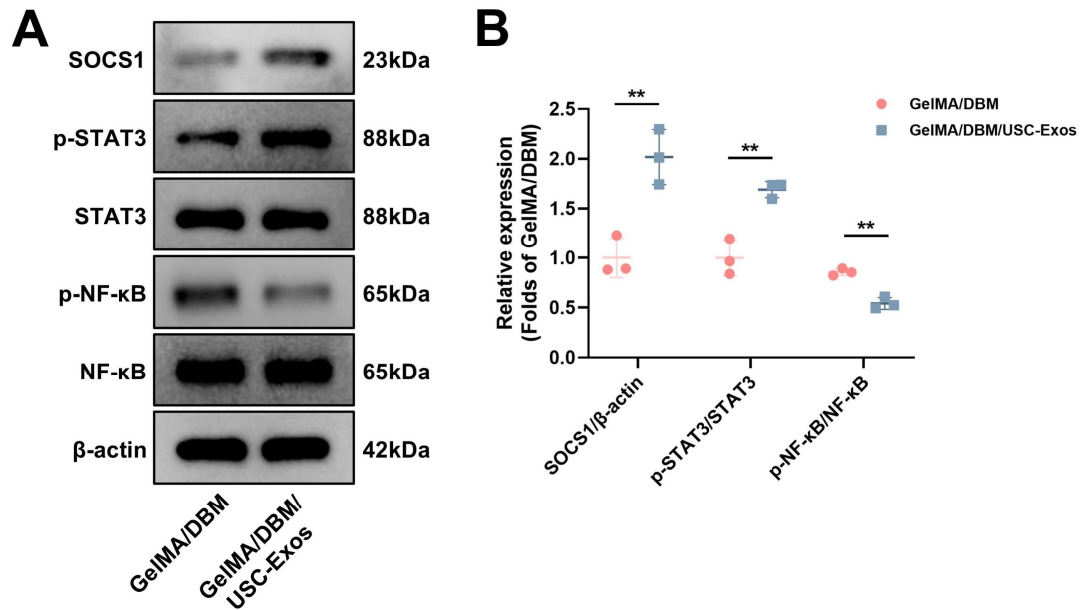 A
SOCS1
23kDa
p-STAT3
88kDa
STAT3
88kDa
p-NF-κB
65kDa
NF-κB
65kDa
β-actin
42kDa
GelMA/DBM
GelMA/DBM/
USC-Exos
B
Relative expression
(Folds of GelMA/DBM)
2.5
2.0
1.5
1.0
0.5
0.0
**
**
**
GelMA/DBM
GelMA/DBM/USC-Exos
SOCS1/β-actin
p-STAT3/STAT3
p-NF-κB/NF-κB